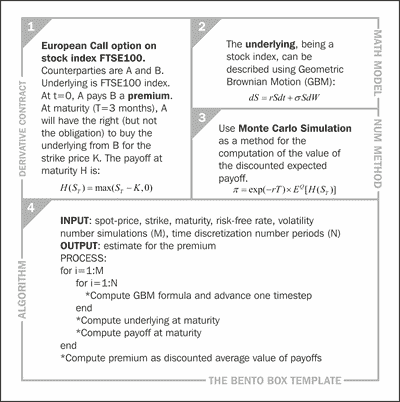 1
European Call option on
stock index FTSE100.
Counterparties are A and B.
Underlying is FTSE100 index.
At t=0, A pays B a premium.
At maturity (T=3 months), A
will have the right (but not
the obligation) to buy the
underlying from B for the
strike price K. The payoff at
maturity H is:
H(S_T) = max(S_T − K,0)
DERIVATIVE CONTRACT
2
The underlying, being a
stock index, can be
described using Geometric
Brownian Motion (GBM):
dS = rSdt + σSdW
MATH MODEL
3
Use Monte Carlo Simulation
as a method for the
computation of the value of
the discounted expected
payoff.
π = exp(−rT) × E^Q[H(S_T)]
NUM METHOD
4
INPUT: spot-price, strike, maturity, risk-free rate, volatility
number simulations (M), time discretization number periods (N)
OUTPUT: estimate for the premium
PROCESS:
for i=1:M
for i=1:N
*Compute GBM formula and advance one timestep
end
*Compute underlying at maturity
*Compute payoff at maturity
end
*Compute premium as discounted average value of payoffs
ALGORITHM
THE BENTO BOX TEMPLATE